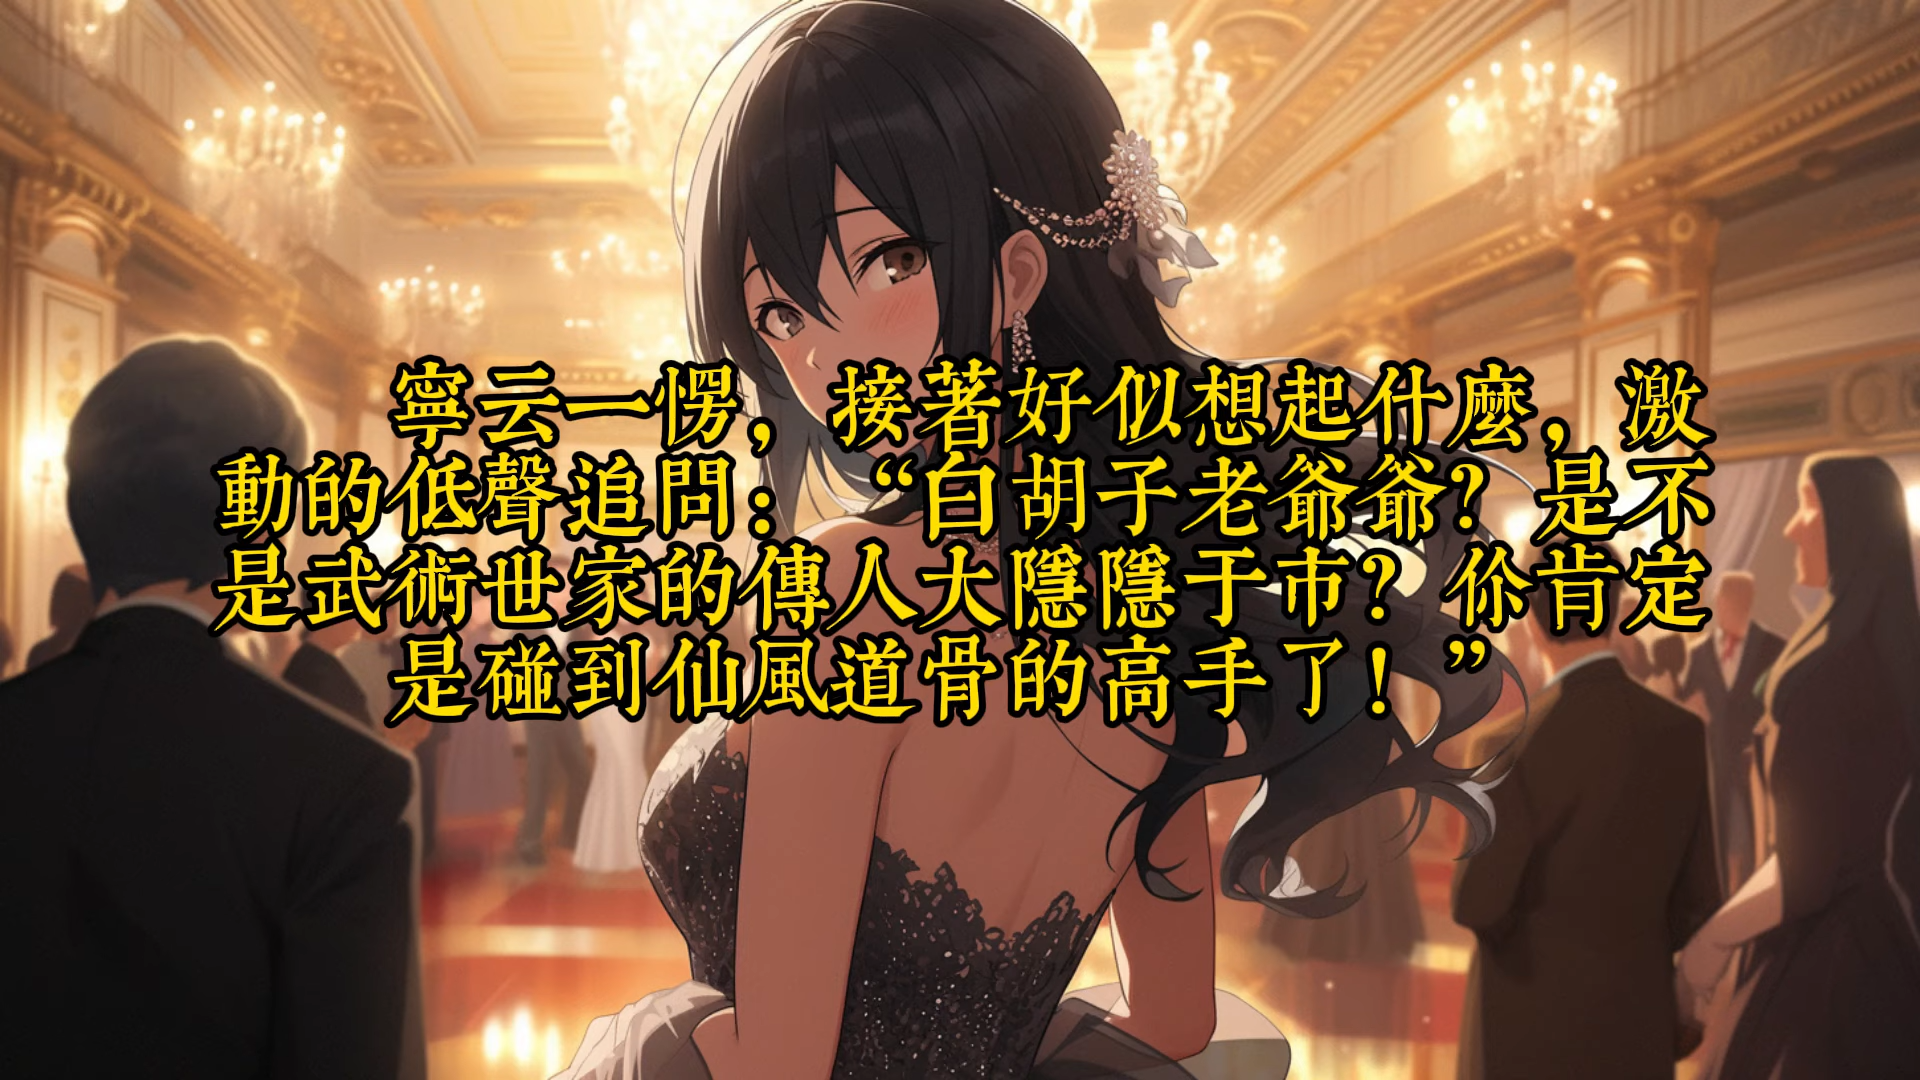 寧云一愣，接著好似想起什麼，激
動的低聲追問：“白胡子老爺爺？是不
是武術世家的傳人大隱隱于市？你肯定
是碰到仙風道骨的高手了！”